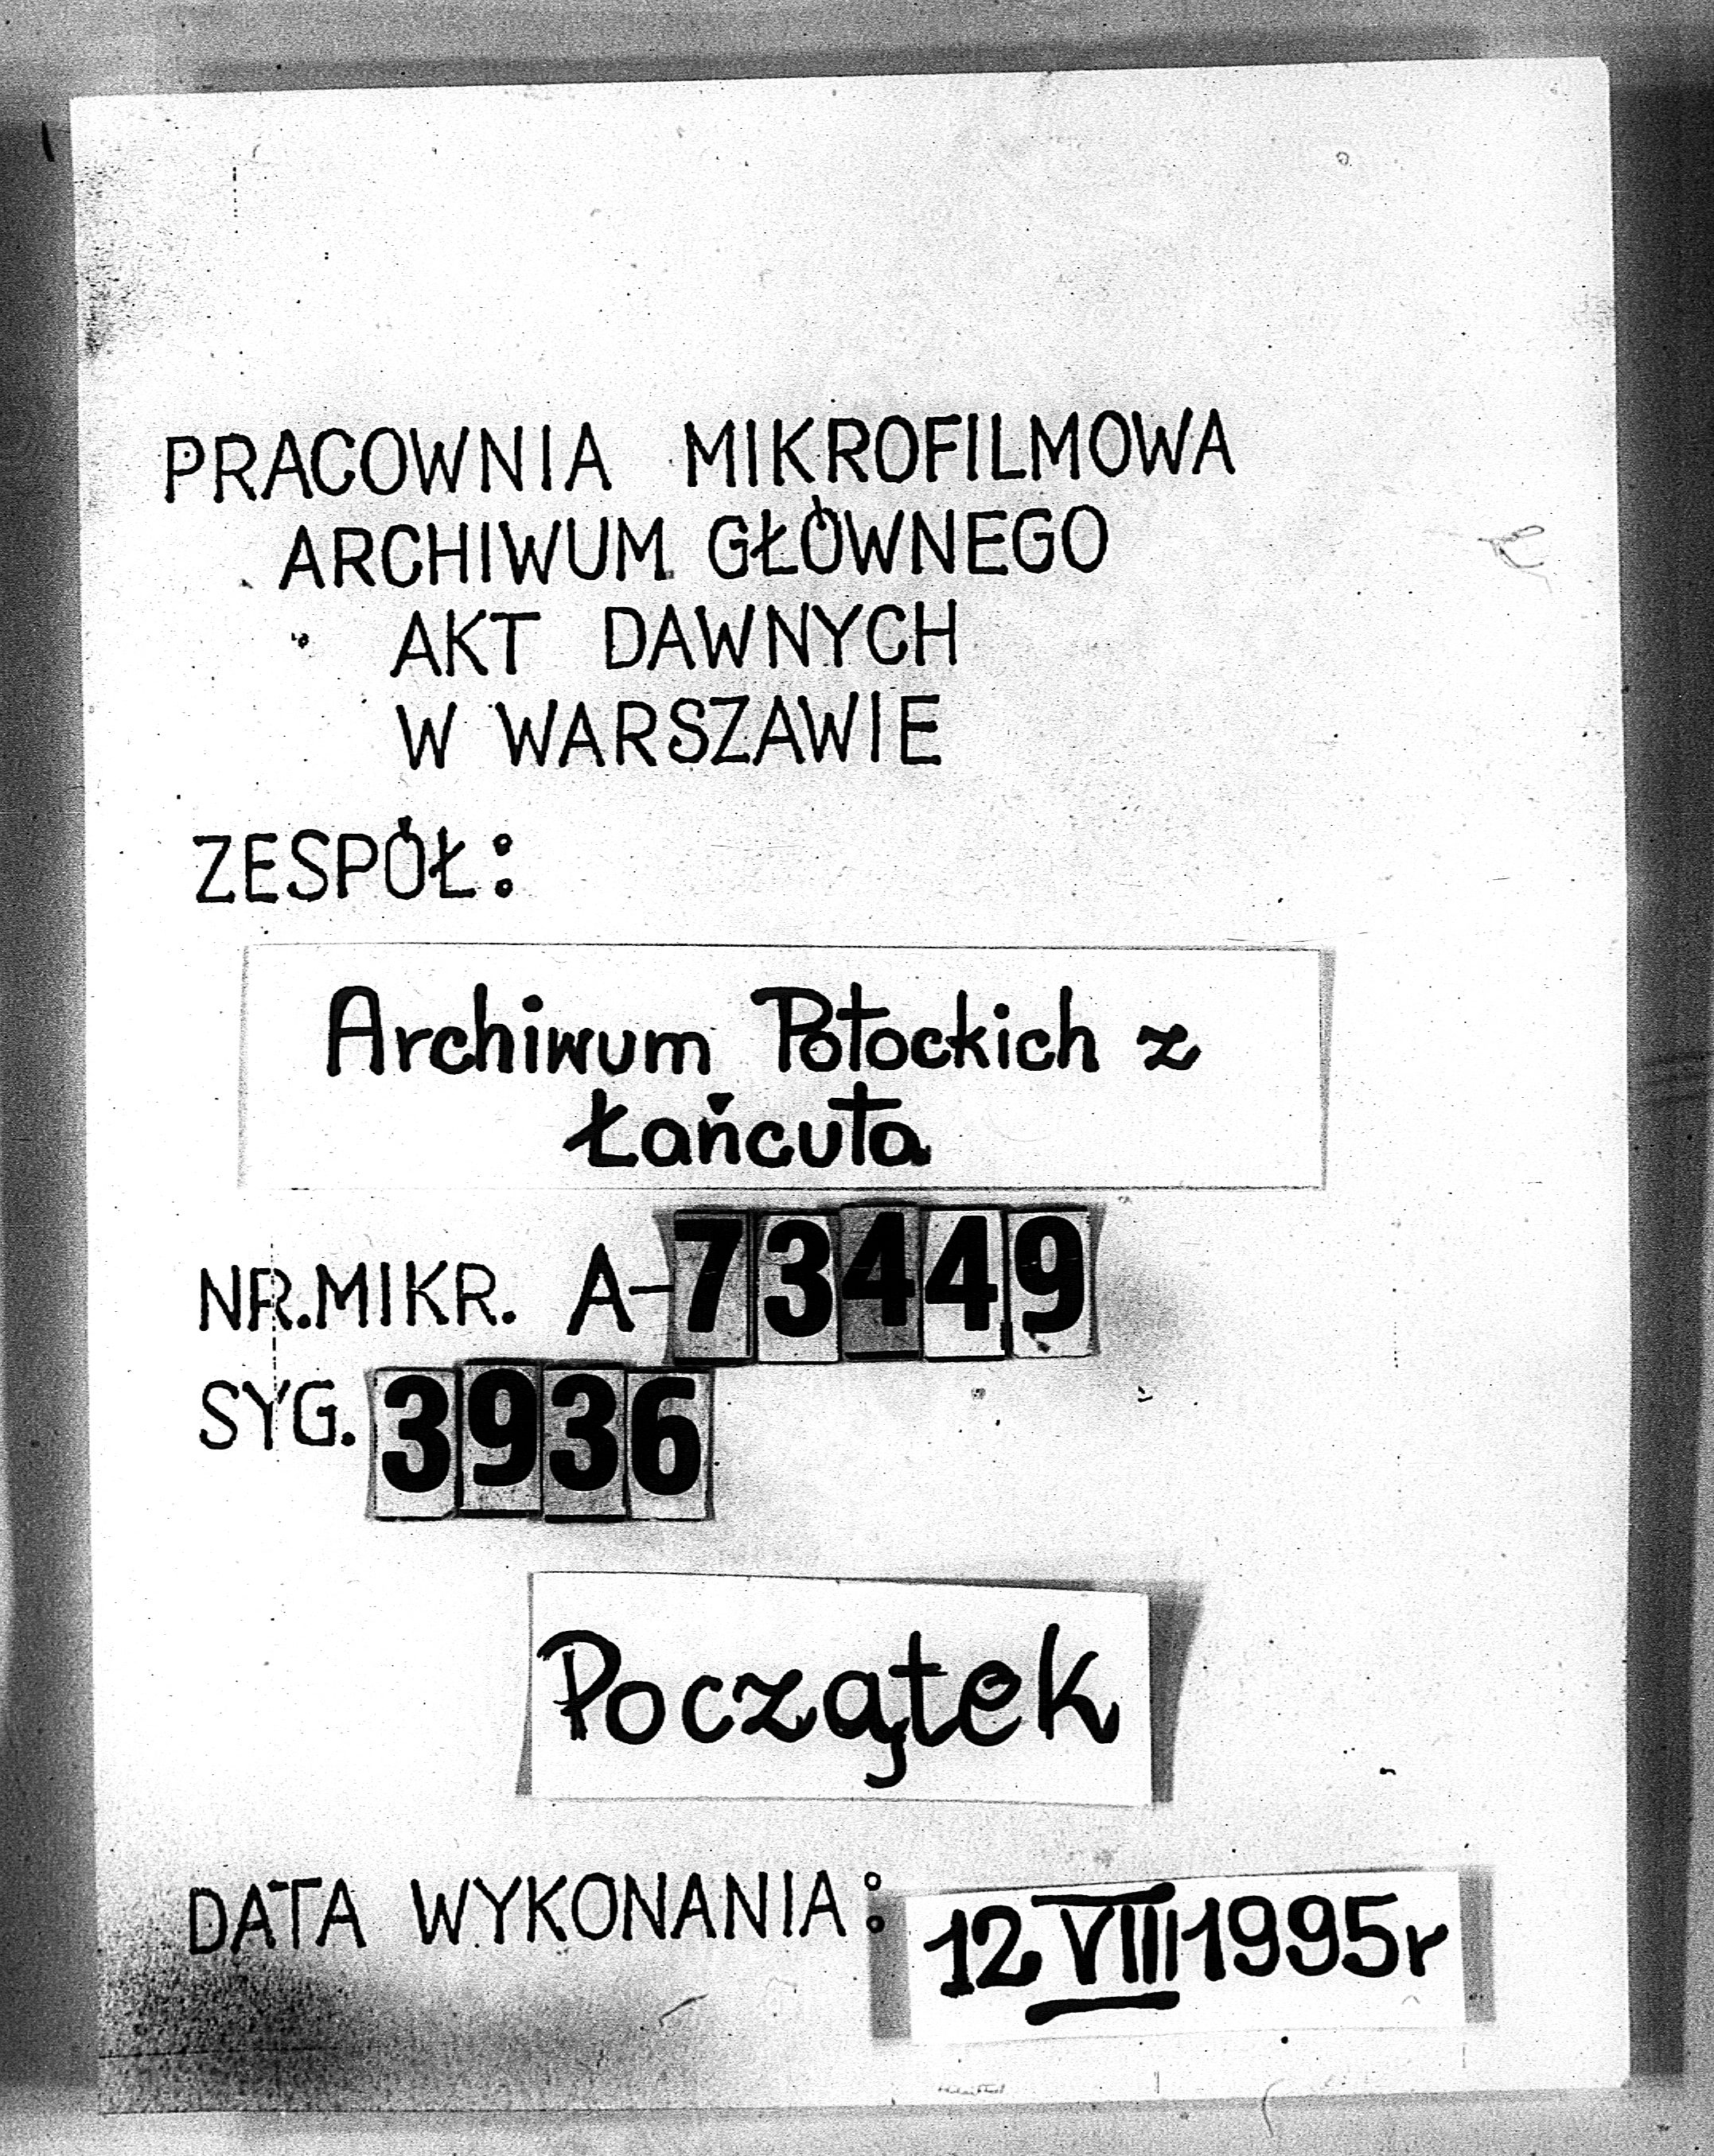 PRACOWNIA MIKROFILMOWA
ARCHIWUM GŁÓWNEGO
AKT DAWNYCH
W WARSZAWIE
ZESPÓŁ:
Archiwum Potockich z
Łańcuta
NR.MIKR. A-73449
SYG. 3936
Początek
DATA WYKONANIA: 12 VIII 1995r